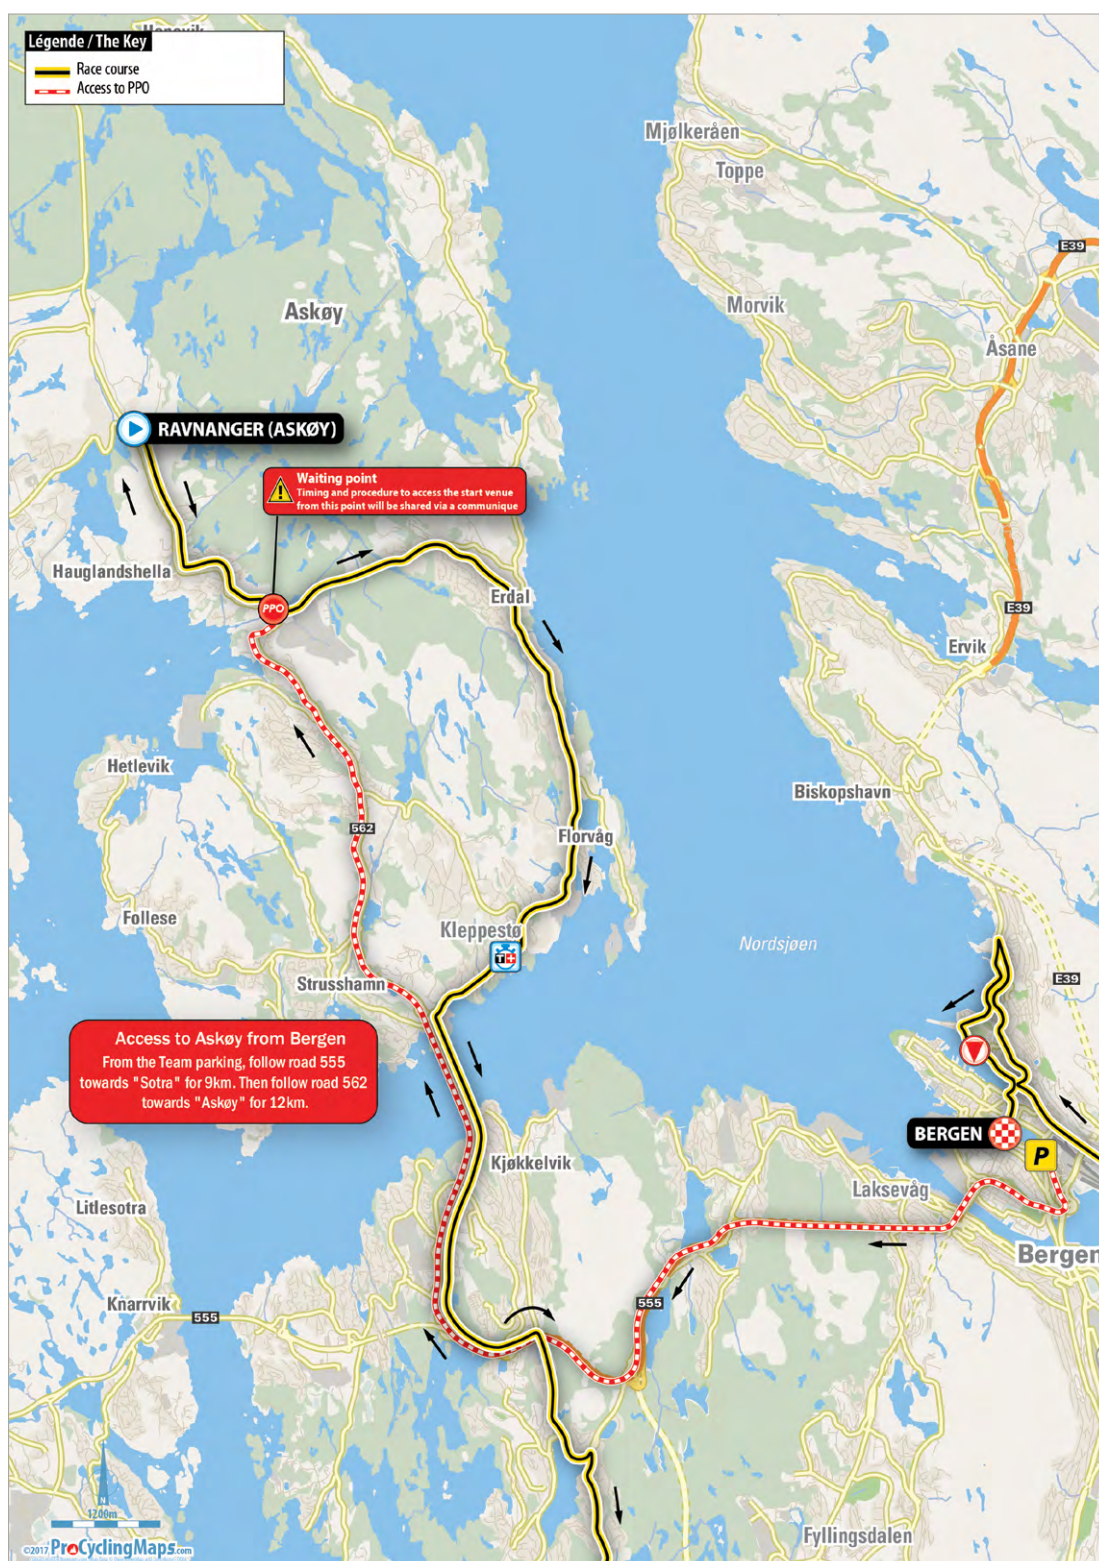 Légende / The Key
Race course
Access to PPO
Mjølkeråen
Toppe
E39
Askøy
Morvik
Åsane
RAVNANGER (ASKØY)
Waiting point
Timing and procedure to access the start venue
from this point will be shared via a communique
Hauglandshella
PPO
Erdal
E39
Ervik
Hetlevik
Biskopshavn
562
Florvåg
Follese
Kleppestø
Nordsjøen
T
Strusshamn
E39
Access to Askøy from Bergen
From the Team parking, follow road 555
towards "Sotra" for 9km. Then follow road 562
towards "Askøy" for 12km.
BERGEN
P
Kjøkkelvik
Laksevåg
Litlesotra
Bergen
Knarrvik
555
555
N
1200m
Fyllingsdalen
©2017 ProCyclingMaps.com